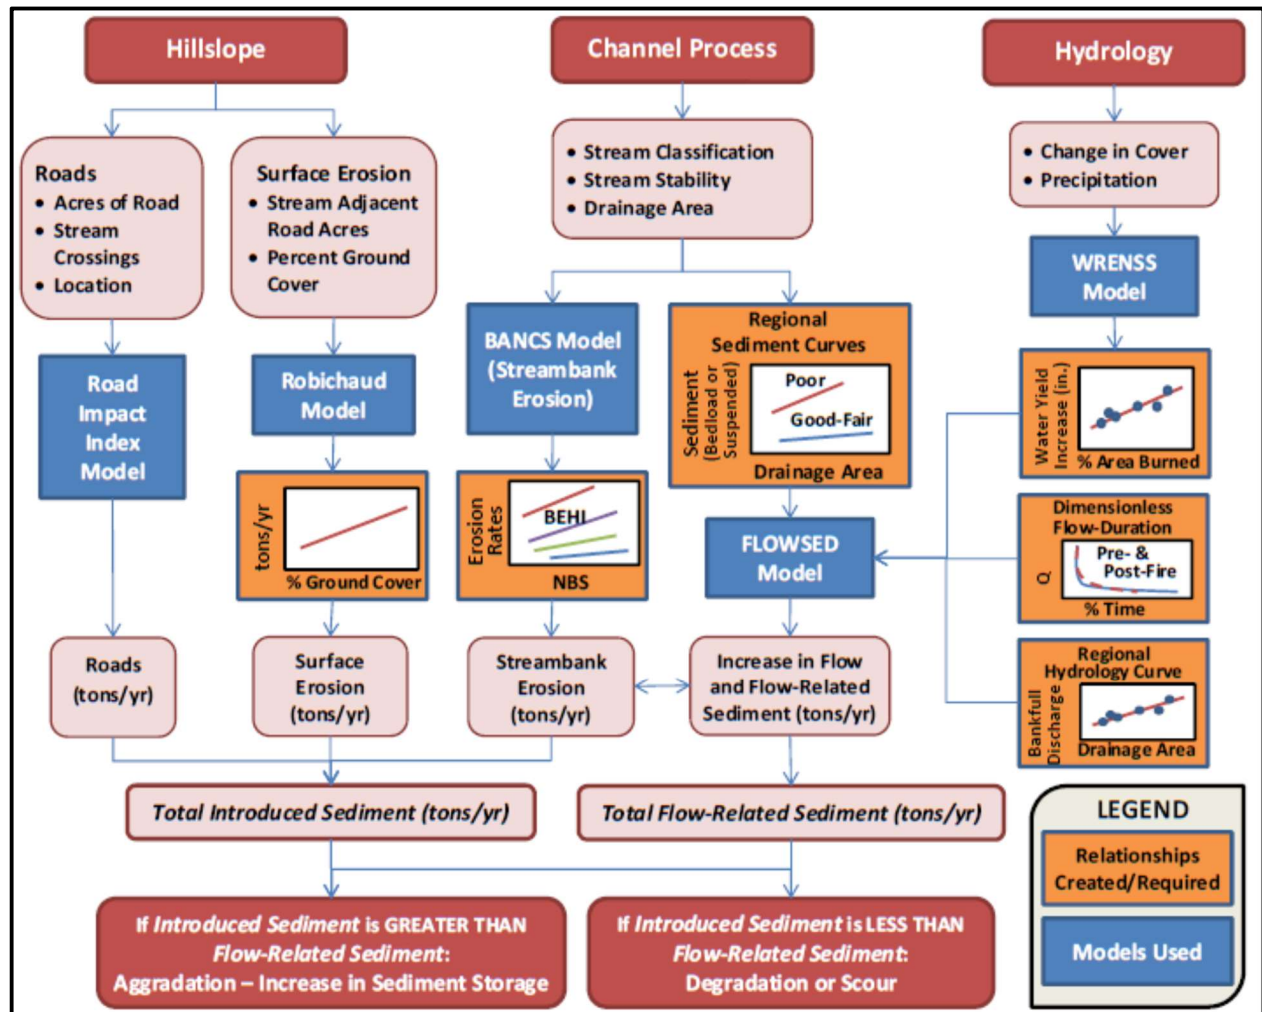 Hillslope
Channel Process
Hydrology
Roads
• Acres of Road
• Stream
Crossings
• Location
Surface Erosion
• Stream Adjacent
Road Acres
• Percent Ground
Cover
• Stream Classification
• Stream Stability
• Drainage Area
• Change in Cover
• Precipitation
Road
Impact
Index
Model
Robichaud
Model
BANCS Model
(Streambank
Erosion)
Regional
Sediment Curves
Sediment
(Bedload or
Suspended)
Poor
Good-Fair
Drainage Area
WRENSS
Model
Water Yield
Increase (in.)
% Area Burned
tons/yr
% Ground Cover
Erosion
Rates
BEHI
NBS
FLOWSED
Model
Dimensionless
Flow-Duration
Q
Pre- &
Post-Fire
% Time
Regional
Hydrology Curve
Bankfull
Discharge
Drainage Area
Roads
(tons/yr)
Surface
Erosion
(tons/yr)
Streambank
Erosion
(tons/yr)
Increase in Flow
and Flow-Related
Sediment (tons/yr)
Total Introduced Sediment (tons/yr)
Total Flow-Related Sediment (tons/yr)
If Introduced Sediment is GREATER THAN
Flow-Related Sediment:
Aggradation – Increase in Sediment Storage
If Introduced Sediment is LESS THAN
Flow-Related Sediment:
Degradation or Scour
LEGEND
Relationships
Created/Required
Models Used